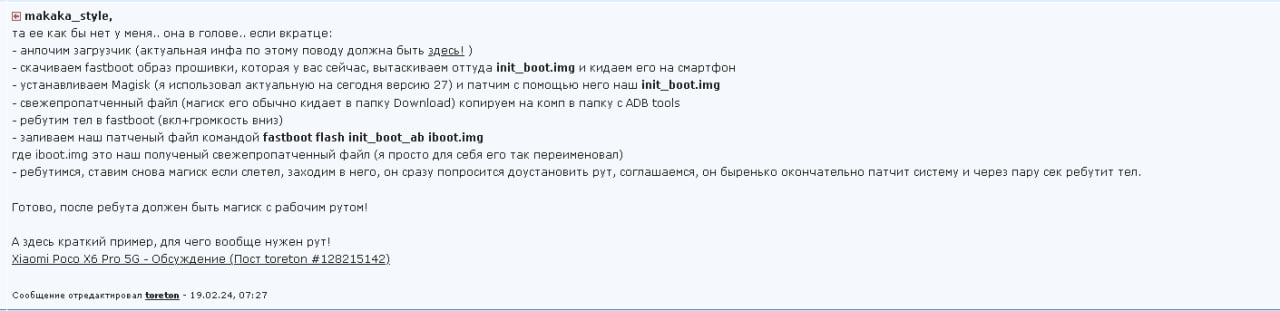 makaka_style,
та ее как бы нет у меня.. она в голове.. если вкратце:
- анлочим загрузчик (актуальная инфа по этому поводу должна быть здесь! )
- скачиваем fastboot образ прошивки, которая у вас сейчас, вытаскиваем оттуда init_boot.img и кидаем его на смартфон
- устанавливаем Magisk (я использовал актуальную на сегодня версию 27) и патчим с помощью него наш init_boot.img
- свежепропатченный файл (магиск его обычно кидает в папку Download) копируем на комп в папку с ADB tools
- ребутим тел в fastboot (вкл+громкость вниз)
- заливаем наш патченый файл командой fastboot flash init_boot_ab iboot.img
где iboot.img это наш полученый свежепропатченный файл (я просто для себя его так переименовал)
- ребутимся, ставим снова магиск если слетел, заходим в него, он сразу попросится доустановить рут, соглашаемся, он быренько окончательно патчит систему и через пару сек ребутит тел.
Готово, после ребута должен быть магиск с рабочим рутом!
А здесь краткий пример, для чего вообще нужен рут!
Xiaomi Poco X6 Pro 5G - Обсуждение (Пост toreton #128215142)
Сообщение отредактировал toreton - 19.02.24, 07:27